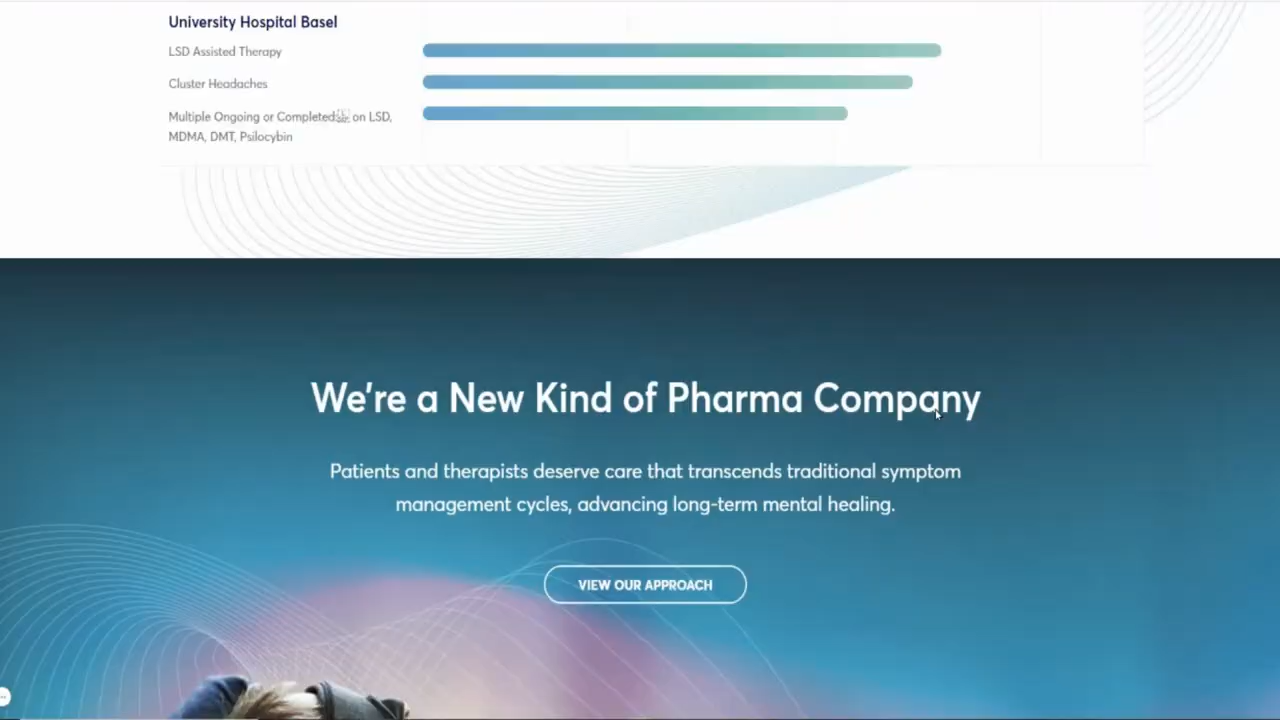 University Hospital Basel
LSD Assisted Therapy
Cluster Headaches
Multiple Ongoing or Completed on LSD,
MDMA, DMT, Psilocybin
We're a New Kind of Pharma Company
Patients and therapists deserve care that transcends traditional symptom
management cycles, advancing long-term mental healing.
VIEW OUR APPROACH